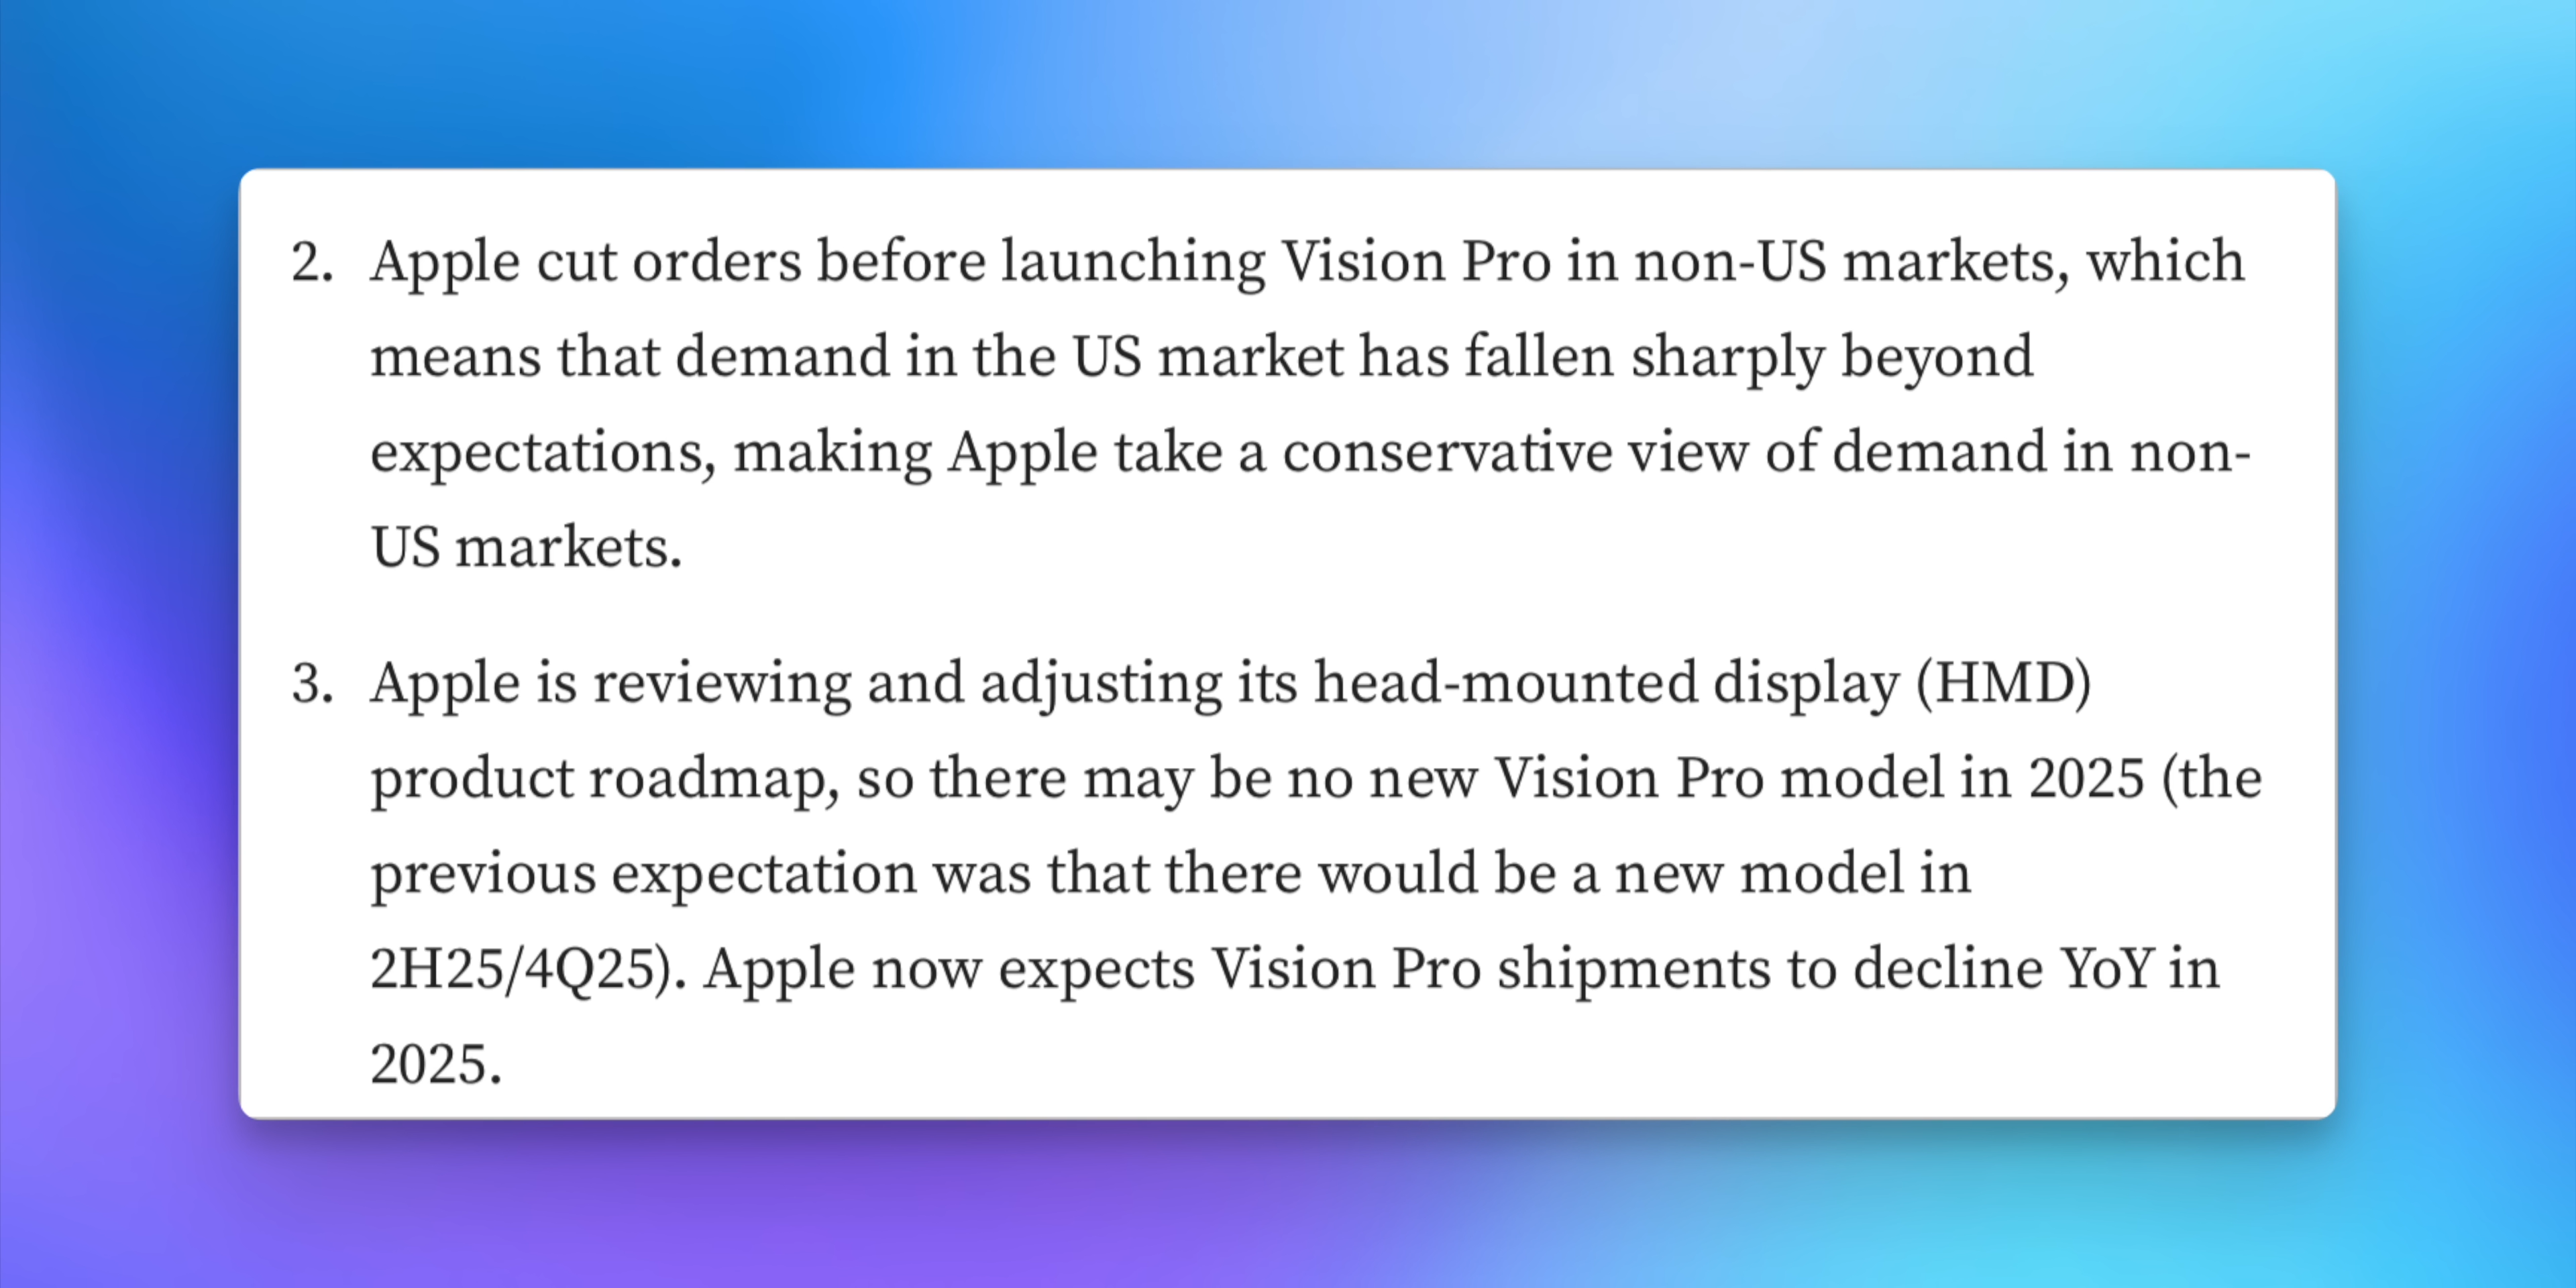 2. Apple cut orders before launching Vision Pro in non-US markets, which
means that demand in the US market has fallen sharply beyond
expectations, making Apple take a conservative view of demand in non-
US markets.
3. Apple is reviewing and adjusting its head-mounted display (HMD)
product roadmap, so there may be no new Vision Pro model in 2025 (the
previous expectation was that there would be a new model in
2H25/4Q25). Apple now expects Vision Pro shipments to decline YoY in
2025.